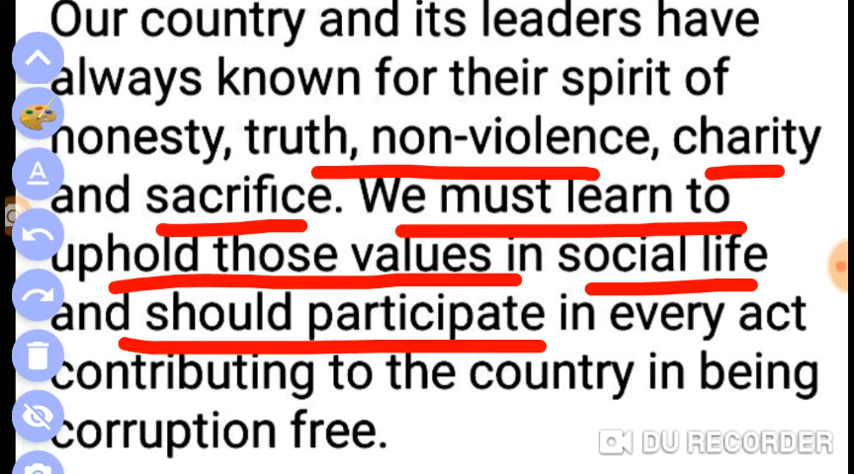 Our country and its leaders have
always known for their spirit of
honesty, truth, non-violence, charity
and sacrifice. We must learn to
uphold those values in social life
and should participate in every act
contributing to the country in being
corruption free.
A
DU RECORDER